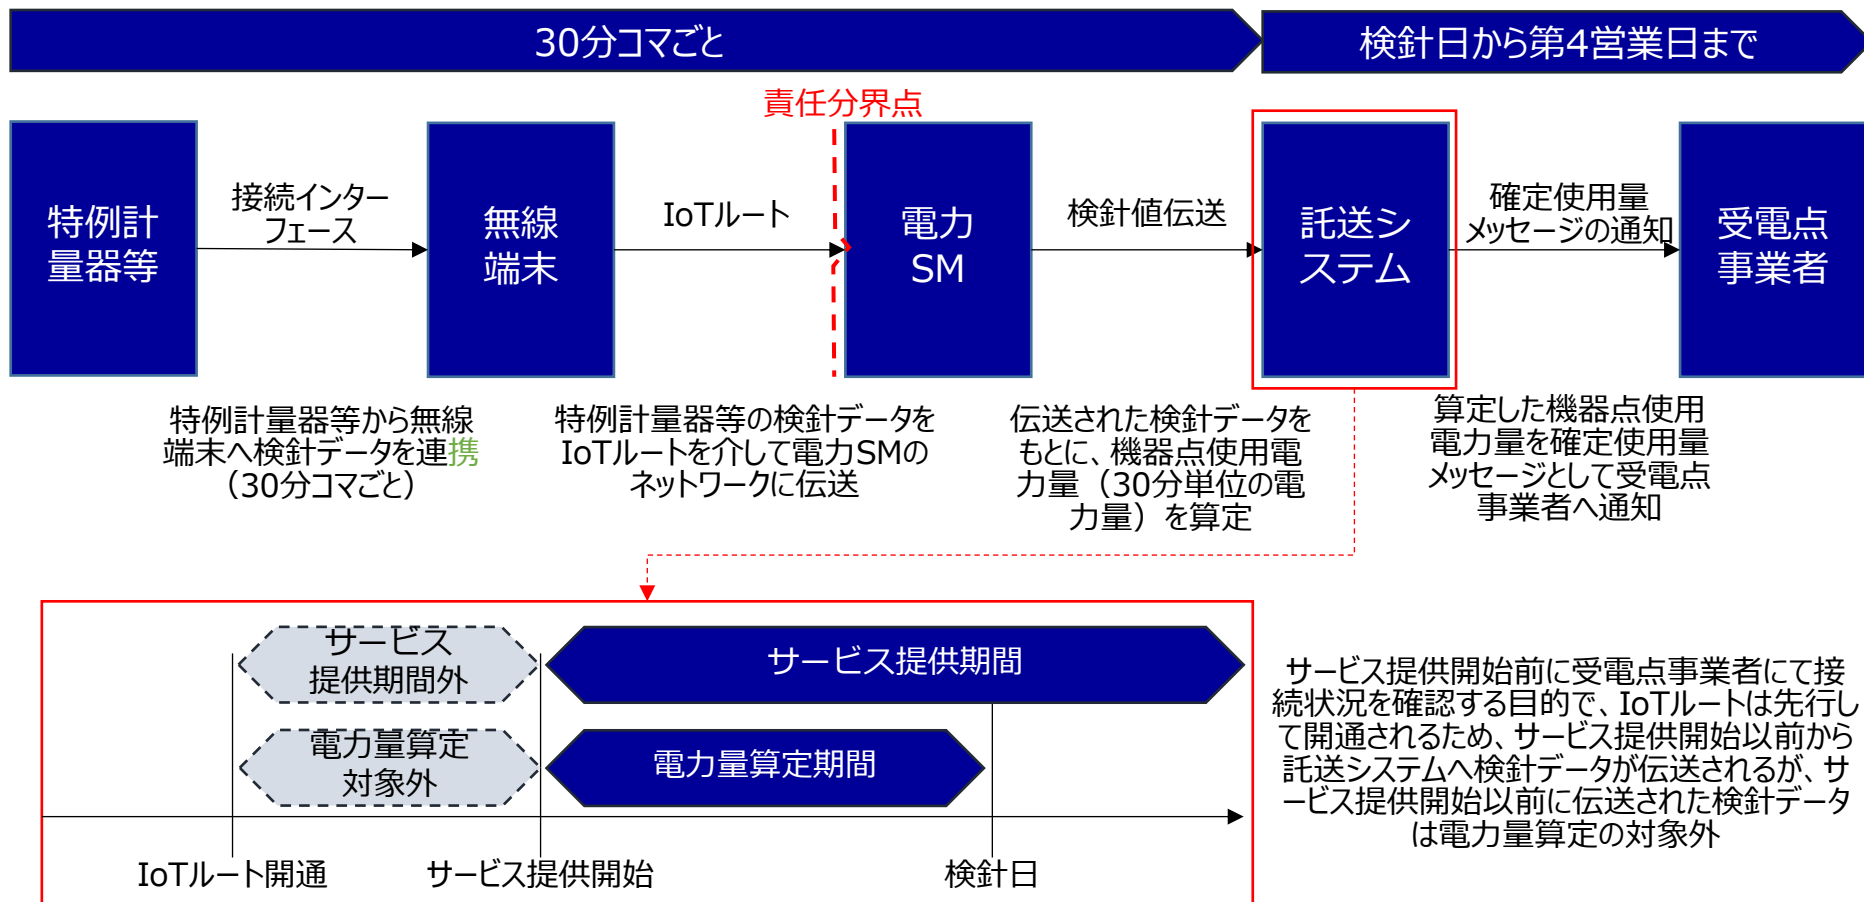 30分コマごと
検針日から第4営業日まで
責任分界点
特例計
量器等
接続インター
フェース
無線
端末
IoTルート
電力
SM
検針値伝送
託送シ
ステム
確定使用量
メッセージの通知
受電点
事業者
特例計量器等から無線
端末へ検針データを連携
（30分コマごと）
特例計量器等の検針データを
IoTルートを介して電力SMの
ネットワークに伝送
伝送された検針データを
もとに、機器点使用電
力量（30分単位の電
力量）を算定
算定した機器点使用
電力量を確定使用量
メッセージとして受電点
事業者へ通知
サービス
提供期間外
サービス提供期間
電力量算定
対象外
電力量算定期間
IoTルート開通
サービス提供開始
検針日
サービス提供開始前に受電点事業者にて接
続状況を確認する目的で、IoTルートは先行し
て開通されるため、サービス提供開始以前から
託送システムへ検針データが伝送されるが、サ
ービス提供開始以前に伝送された検針データ
は電力量算定の対象外